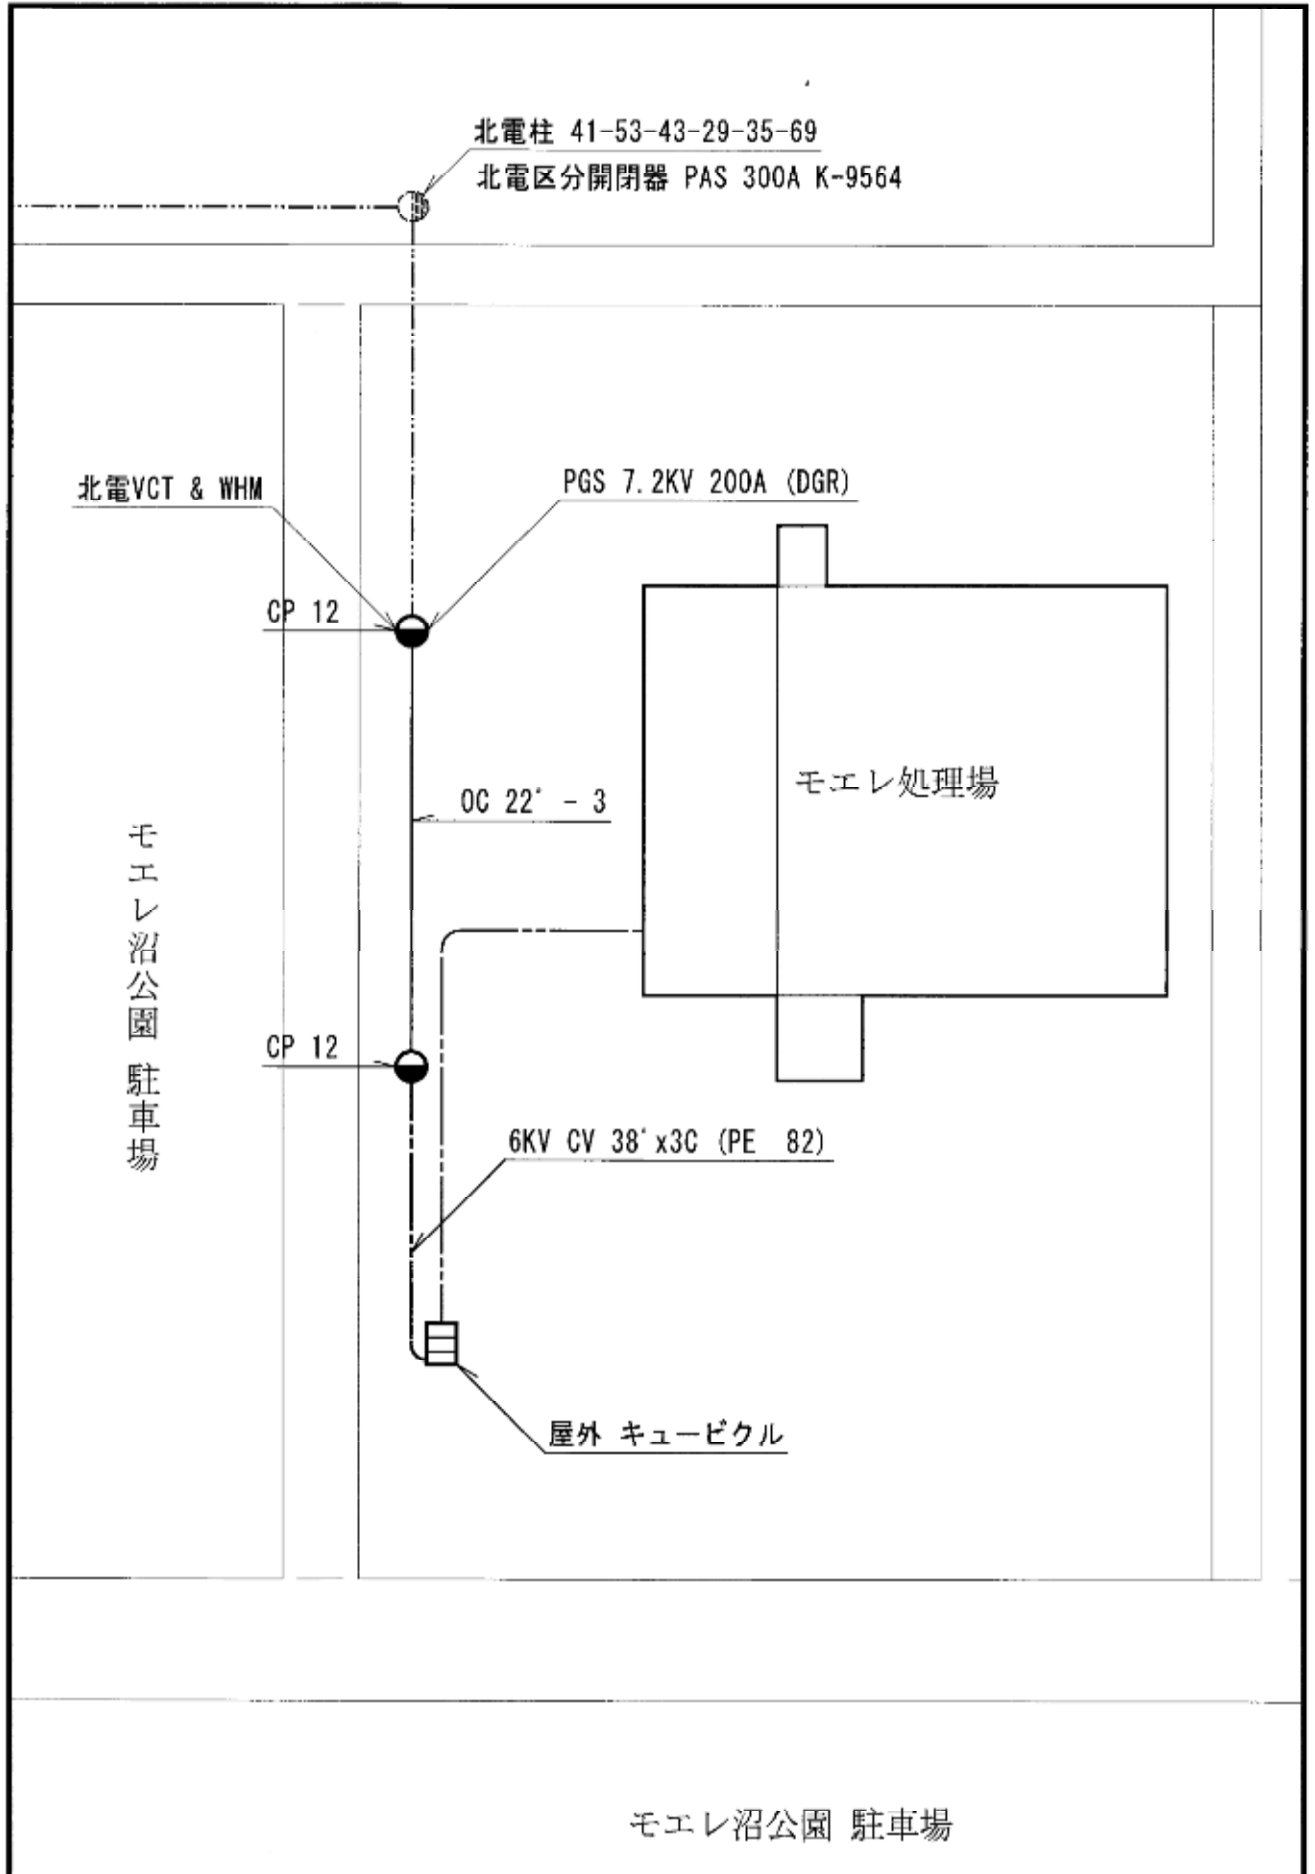 北電柱 41-53-43-29-35-69
北電区分開閉器 PAS 300A K-9564
北電VCT & WHM
PGS 7.2KV 200A (DGR)
CP 12
モエレ処理場
OC 22゜ - 3
モエレ沼公園 駐車場
CP 12
6KV CV 38゜x3C (PE 82)
屋外 キュービクル
モエレ沼公園 駐車場